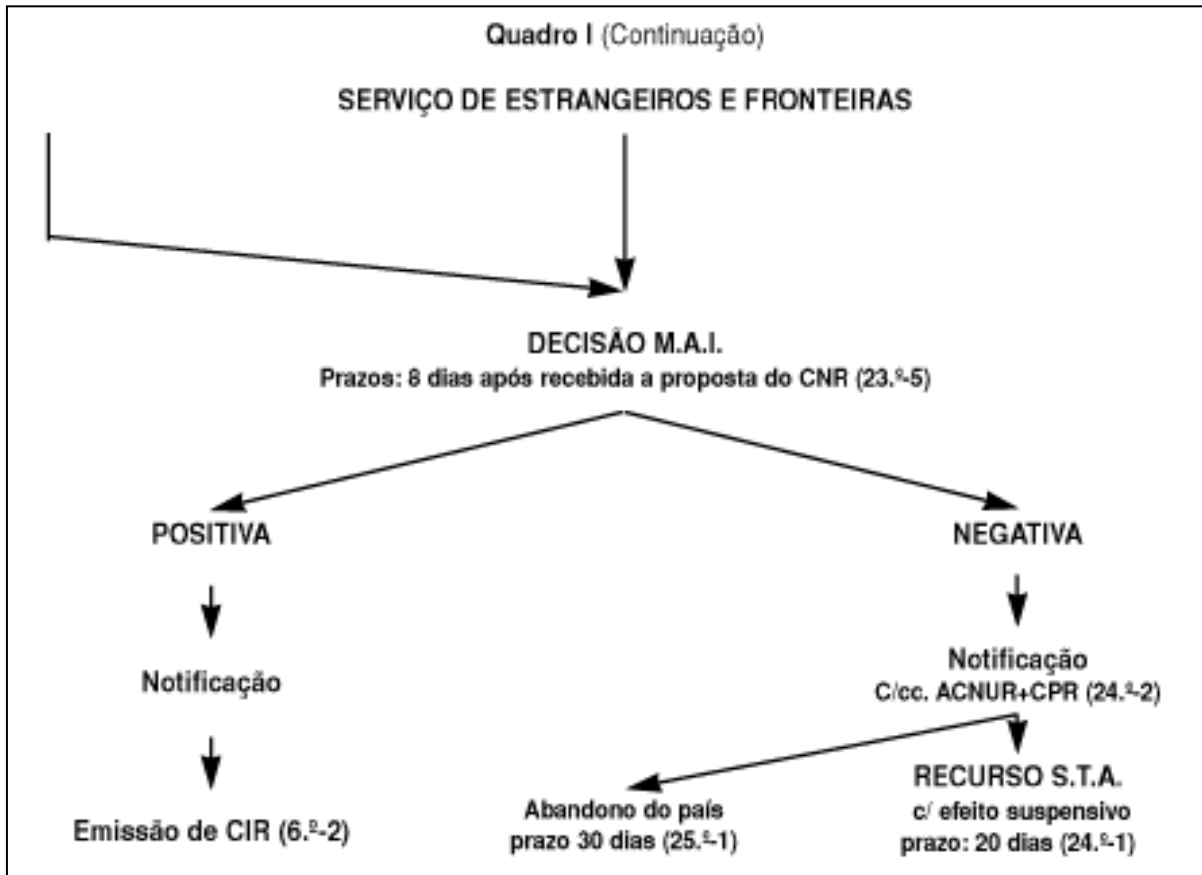 Quadro I (Continuação)
SERVIÇO DE ESTRANGEIROS E FRONTEIRAS
DECISÃO M.A.I.
Prazos: 8 dias após recebida a proposta do CNR (23.º-5)
POSITIVA
NEGATIVA
Notificação
Notificação
C/cc. ACNUR+CPR (24.º-2)
Emissão de CIR (6.º-2)
Abandono do país
prazo 30 dias (25.º-1)
RECURSO S.T.A.
c/ efeito suspensivo
prazo: 20 dias (24.º-1)